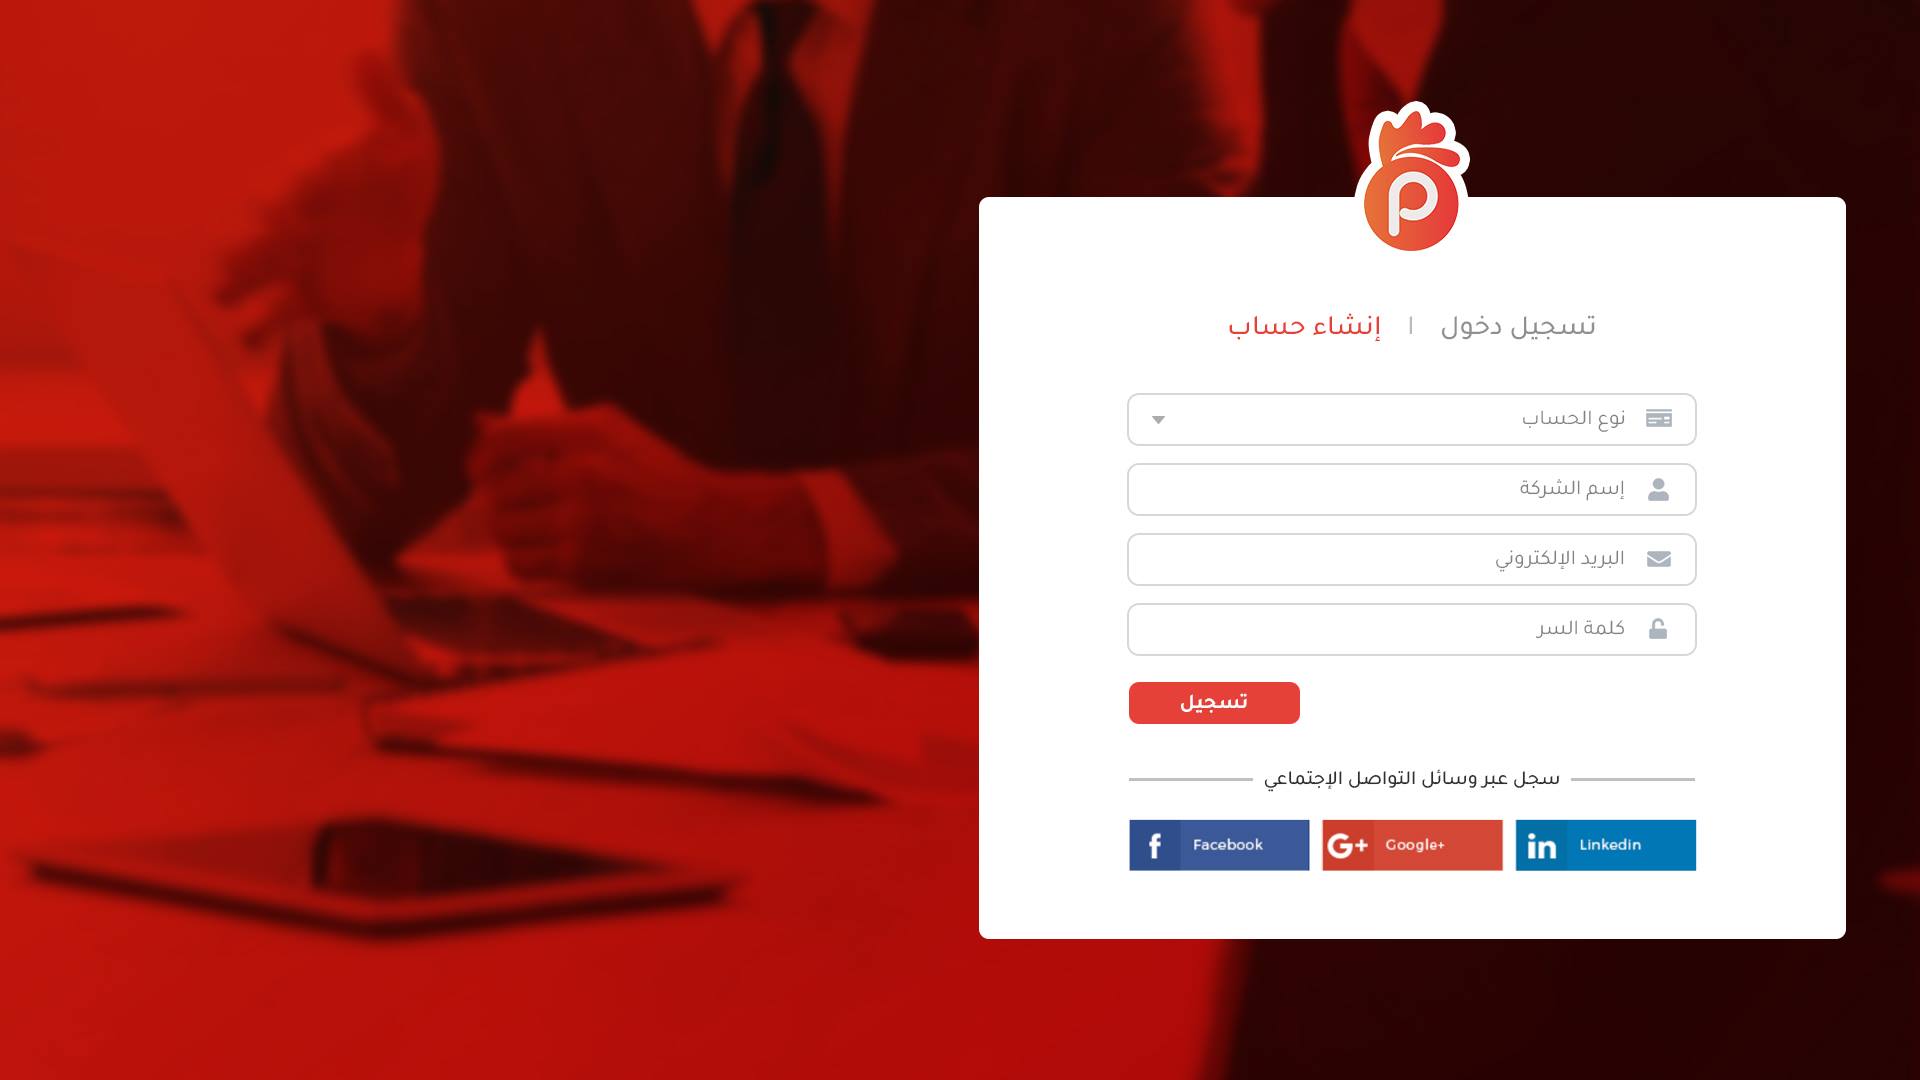 P
تسجيل دخول | إنشاء حساب
نوع الحساب
إسم الشركة
البريد الإلكتروني
كلمة السر
تسجيل
سجل عبر وسائل التواصل الإجتماعي
f Facebook
G+ Google+
in Linkedin